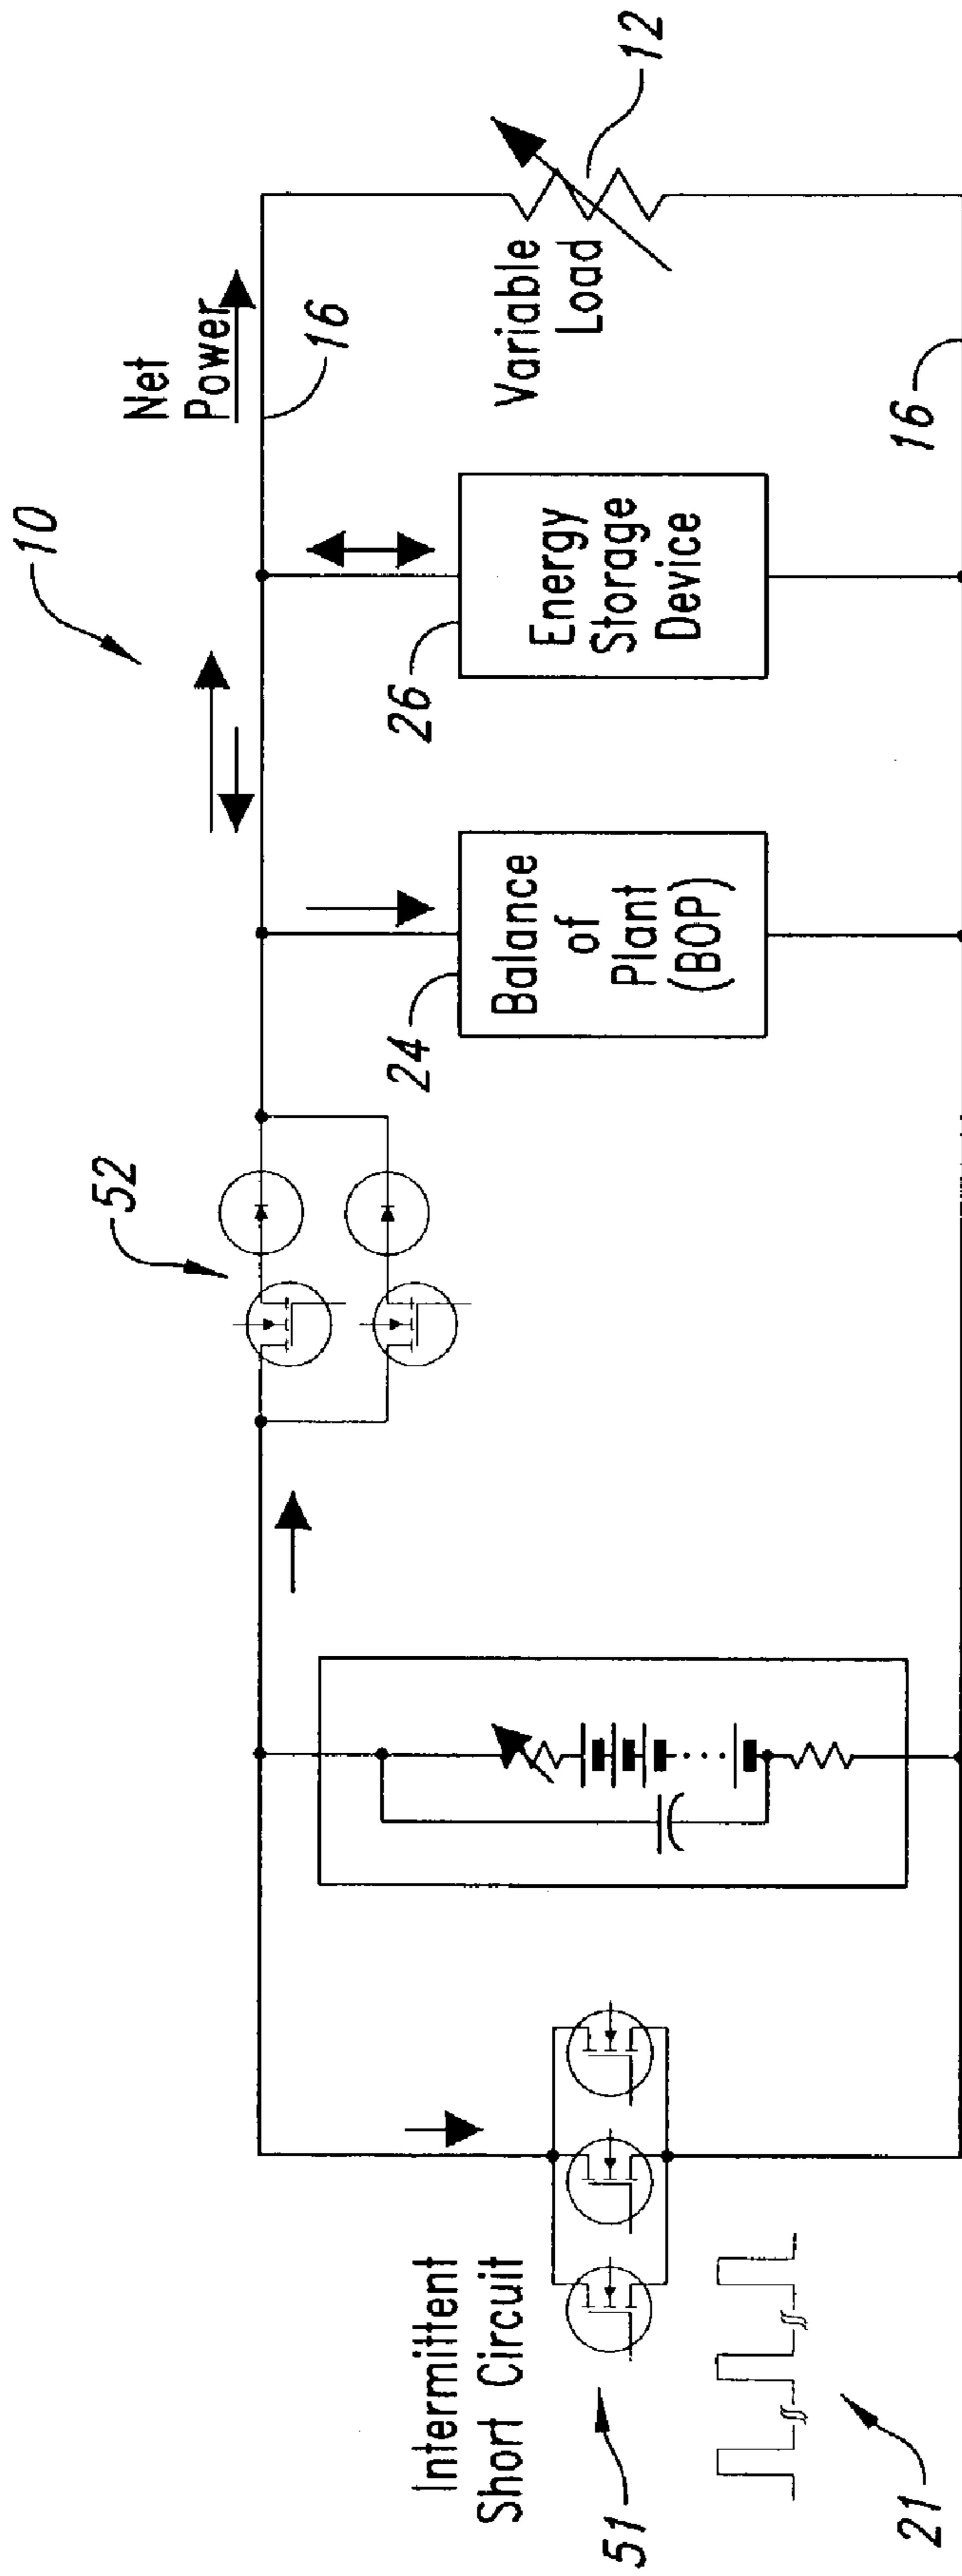 10
Net
Power
16
52
Intermittent
Short Circuit
51
21
24
Balance
of
Plant
(BOP)
26
Energy
Storage
Device
Variable
Load
12
16